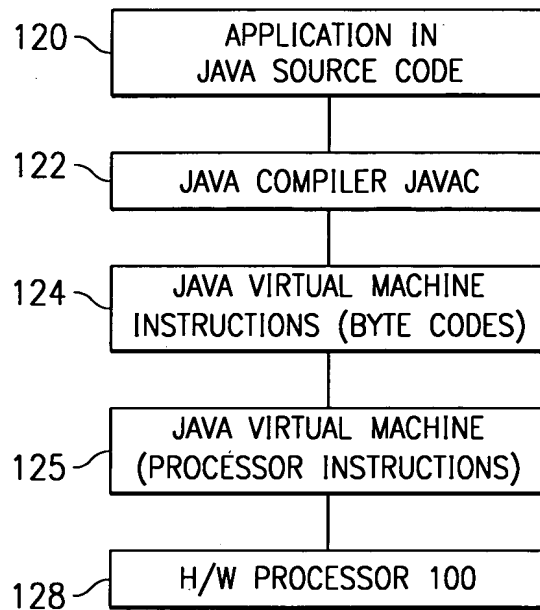 120
APPLICATION IN
JAVA SOURCE CODE
122
JAVA COMPILER JAVAC
124
JAVA VIRTUAL MACHINE
INSTRUCTIONS (BYTE CODES)
125
JAVA VIRTUAL MACHINE
(PROCESSOR INSTRUCTIONS)
128
H/W PROCESSOR 100